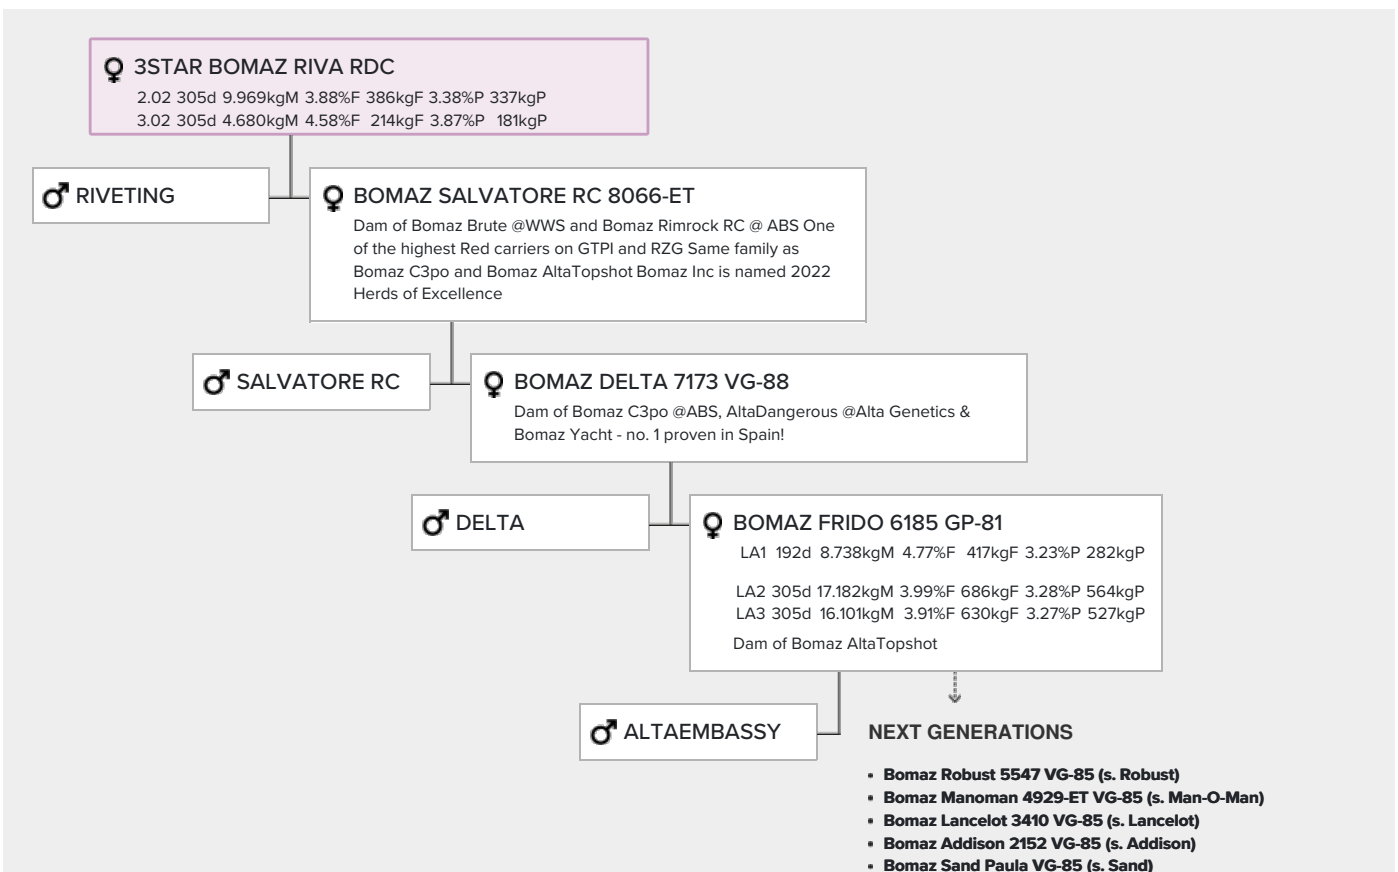 3STAR BOMAZ RIVA RDC
2.02 305d 9.969kgM 3.88%F 386kgF 3.38%P 337kgP
3.02 305d 4.680kgM 4.58%F 214kgF 3.87%P 181kgP
RIVETING
BOMAZ SALVATORE RC 8066-ET
Dam of Bomaz Brute @WWS and Bomaz Rimrock RC @ ABS One
of the highest Red carriers on GTPI and RZG Same family as
Bomaz C3po and Bomaz AltaTopshot Bomaz Inc is named 2022
Herds of Excellence
SALVATORE RC
BOMAZ DELTA 7173 VG-88
Dam of Bomaz C3po @ABS, AltaDangerous @Alta Genetics &
Bomaz Yacht - no. 1 proven in Spain!
DELTA
BOMAZ FRIDO 6185 GP-81
LA1 192d 8.738kgM 4.77%F 417kgF 3.23%P 282kgP
LA2 305d 17.182kgM 3.99%F 686kgF 3.28%P 564kgP
LA3 305d 16.101kgM 3.91%F 630kgF 3.27%P 527kgP
Dam of Bomaz AltaTopshot
ALTAEMBASSY
NEXT GENERATIONS
• Bomaz Robust 5547 VG-85 (s. Robust)
• Bomaz Manoman 4929-ET VG-85 (s. Man-O-Man)
• Bomaz Lancelot 3410 VG-85 (s. Lancelot)
• Bomaz Addison 2152 VG-85 (s. Addison)
• Bomaz Sand Paula VG-85 (s. Sand)